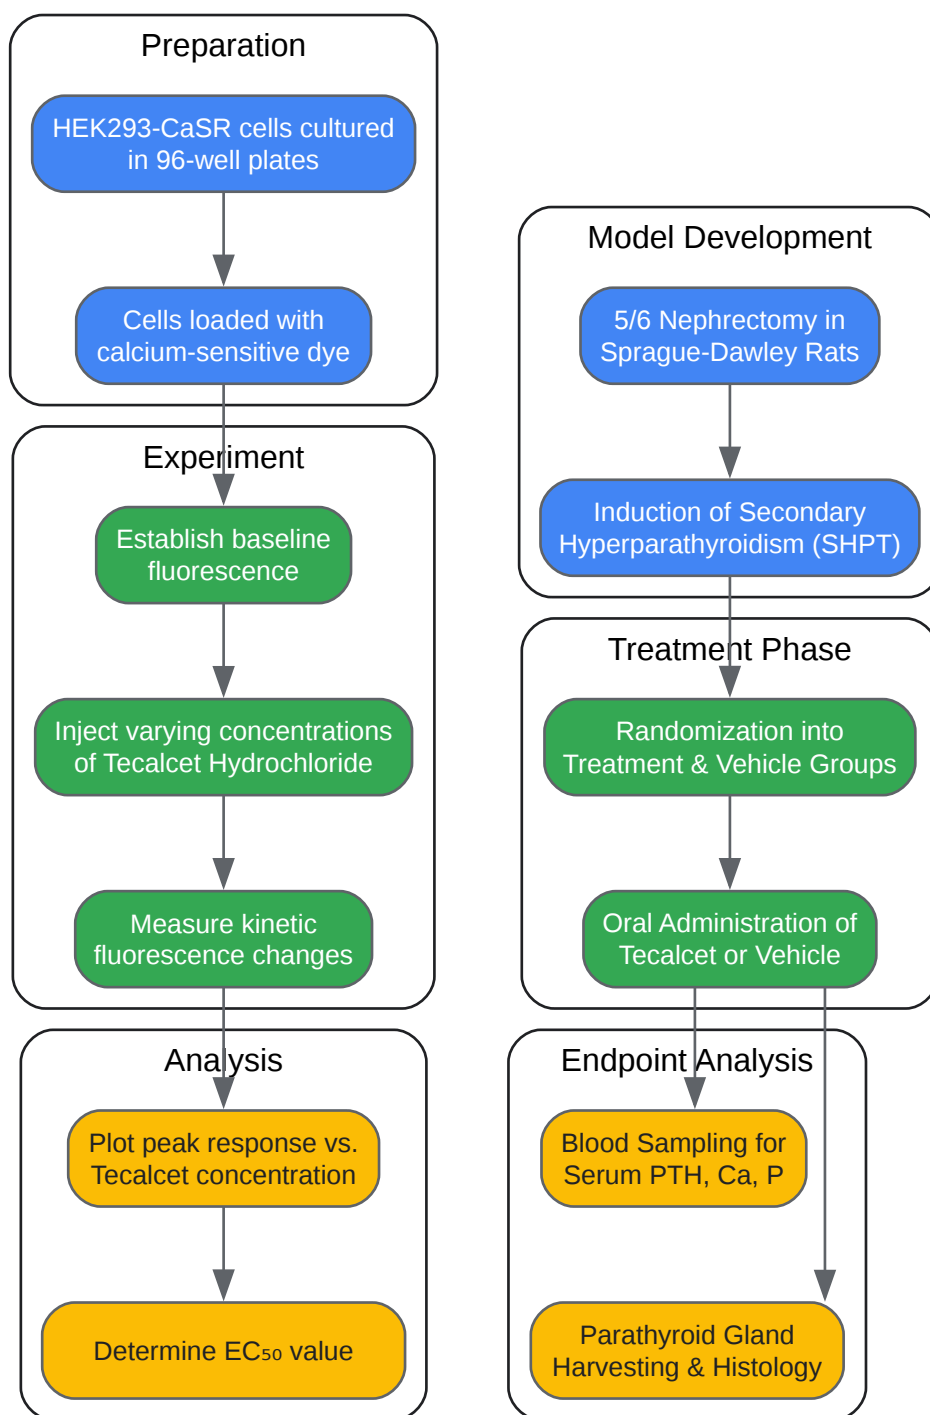 Preparation
HEK293-CaSR cells cultured
in 96-well plates
Cells loaded with
calcium-sensitive dye
Experiment
Establish baseline
fluorescence
Inject varying concentrations
of Tecalcet Hydrochloride
Measure kinetic
fluorescence changes
Analysis
Plot peak response vs.
Tecalcet concentration
Determine EC₅₀ value
Model Development
5/6 Nephrectomy in
Sprague-Dawley Rats
Induction of Secondary
Hyperparathyroidism (SHPT)
Treatment Phase
Randomization into
Treatment & Vehicle Groups
Oral Administration of
Tecalcet or Vehicle
Endpoint Analysis
Blood Sampling for
Serum PTH, Ca, P
Parathyroid Gland
Harvesting & Histology